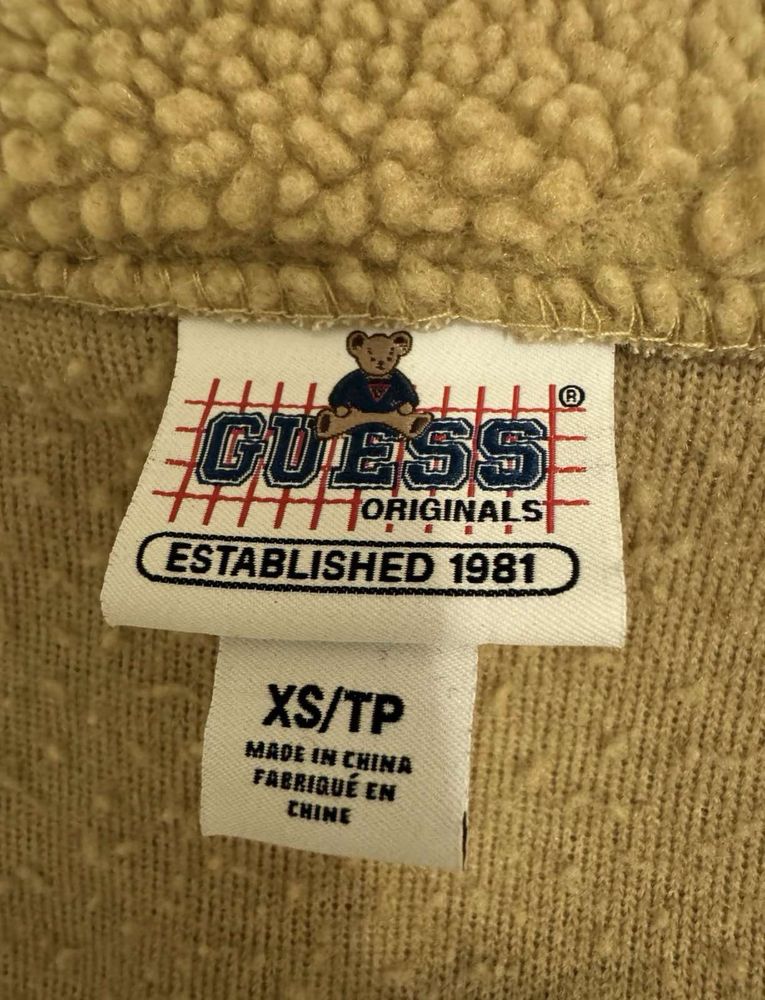 ®
GUESS
ORIGINALS
ESTABLISHED 1981
XS/TP
MADE IN CHINA
FABRIQUÉ EN
CHINE